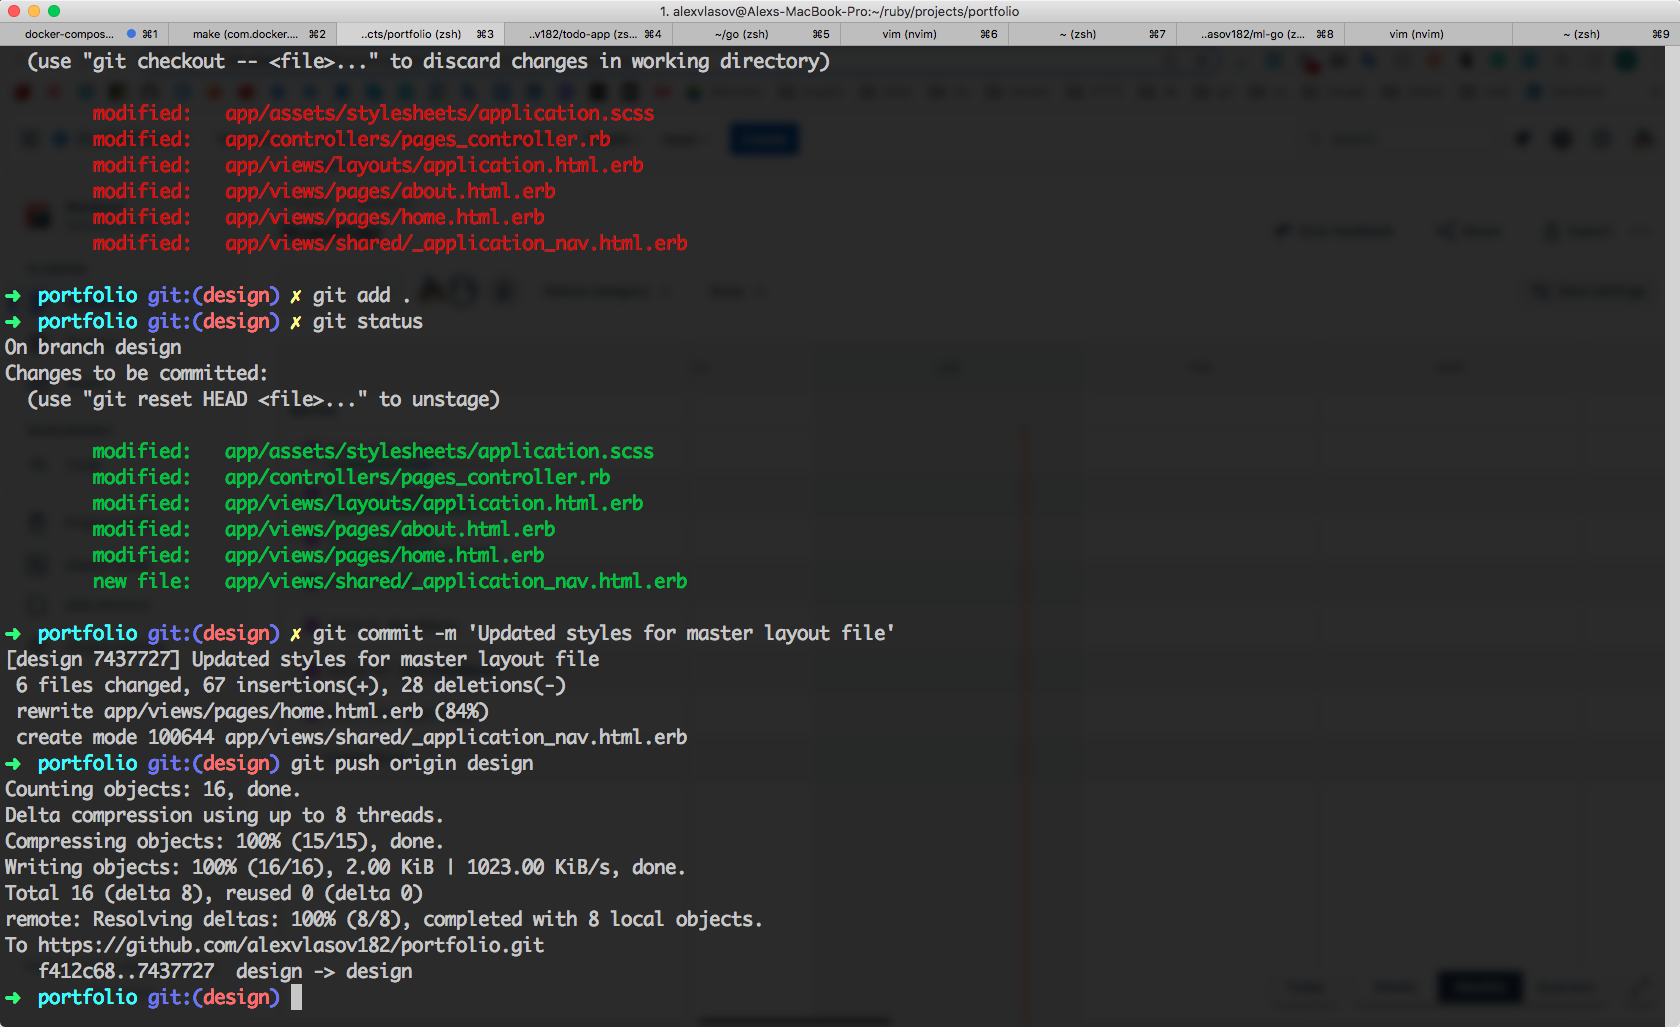 1. alexvlasov@Alexs-MacBook-Pro:~/ruby/projects/portfolio
docker-compos... ⌘1 make (com.docker.... ⌘2 ..cts/portfolio (zsh) ⌘3 ..v182/todo-app (zs... ⌘4 ~/go (zsh) ⌘5 vim (nvim) ⌘6 ~ (zsh) ⌘7 ..asov182/ml-go (z... ⌘8 vim (nvim) ~ (zsh) ⌘9
(use "git checkout -- <file>..." to discard changes in working directory)
modified: app/assets/stylesheets/application.scss
modified: app/controllers/pages_controller.rb
modified: app/views/layouts/application.html.erb
modified: app/views/pages/about.html.erb
modified: app/views/pages/home.html.erb
modified: app/views/shared/_application_nav.html.erb
➜ portfolio git:(design) ✗ git add .
➜ portfolio git:(design) ✗ git status
On branch design
Changes to be committed:
(use "git reset HEAD <file>..." to unstage)
modified: app/assets/stylesheets/application.scss
modified: app/controllers/pages_controller.rb
modified: app/views/layouts/application.html.erb
modified: app/views/pages/about.html.erb
modified: app/views/pages/home.html.erb
new file: app/views/shared/_application_nav.html.erb
➜ portfolio git:(design) ✗ git commit -m 'Updated styles for master layout file'
[design 7437727] Updated styles for master layout file
6 files changed, 67 insertions(+), 28 deletions(-)
rewrite app/views/pages/home.html.erb (84%)
create mode 100644 app/views/shared/_application_nav.html.erb
➜ portfolio git:(design) git push origin design
Counting objects: 16, done.
Delta compression using up to 8 threads.
Compressing objects: 100% (15/15), done.
Writing objects: 100% (16/16), 2.00 KiB | 1023.00 KiB/s, done.
Total 16 (delta 8), reused 0 (delta 0)
remote: Resolving deltas: 100% (8/8), completed with 8 local objects.
To https://github.com/alexvlasov182/portfolio.git
f412c68..7437727 design -> design
➜ portfolio git:(design)